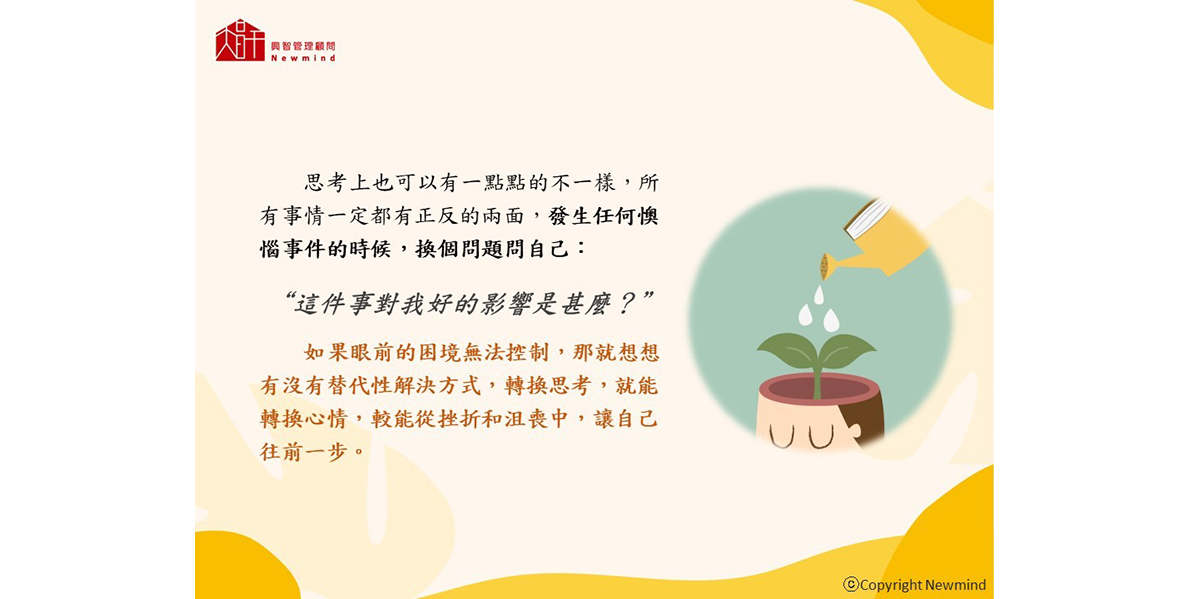 興智管理顧問
Newmind
思考上也可以有一點點的不一樣，所
有事情一定都有正反的兩面，發生任何懊
惱事件的時候，換個問題問自己：
“這件事對我好的影響是甚麼？”
如果眼前的困境無法控制，那就想想
有沒有替代性解決方式，轉換思考，就能
轉換心情，較能從挫折和沮喪中，讓自己
往前一步。
©Copyright Newmind